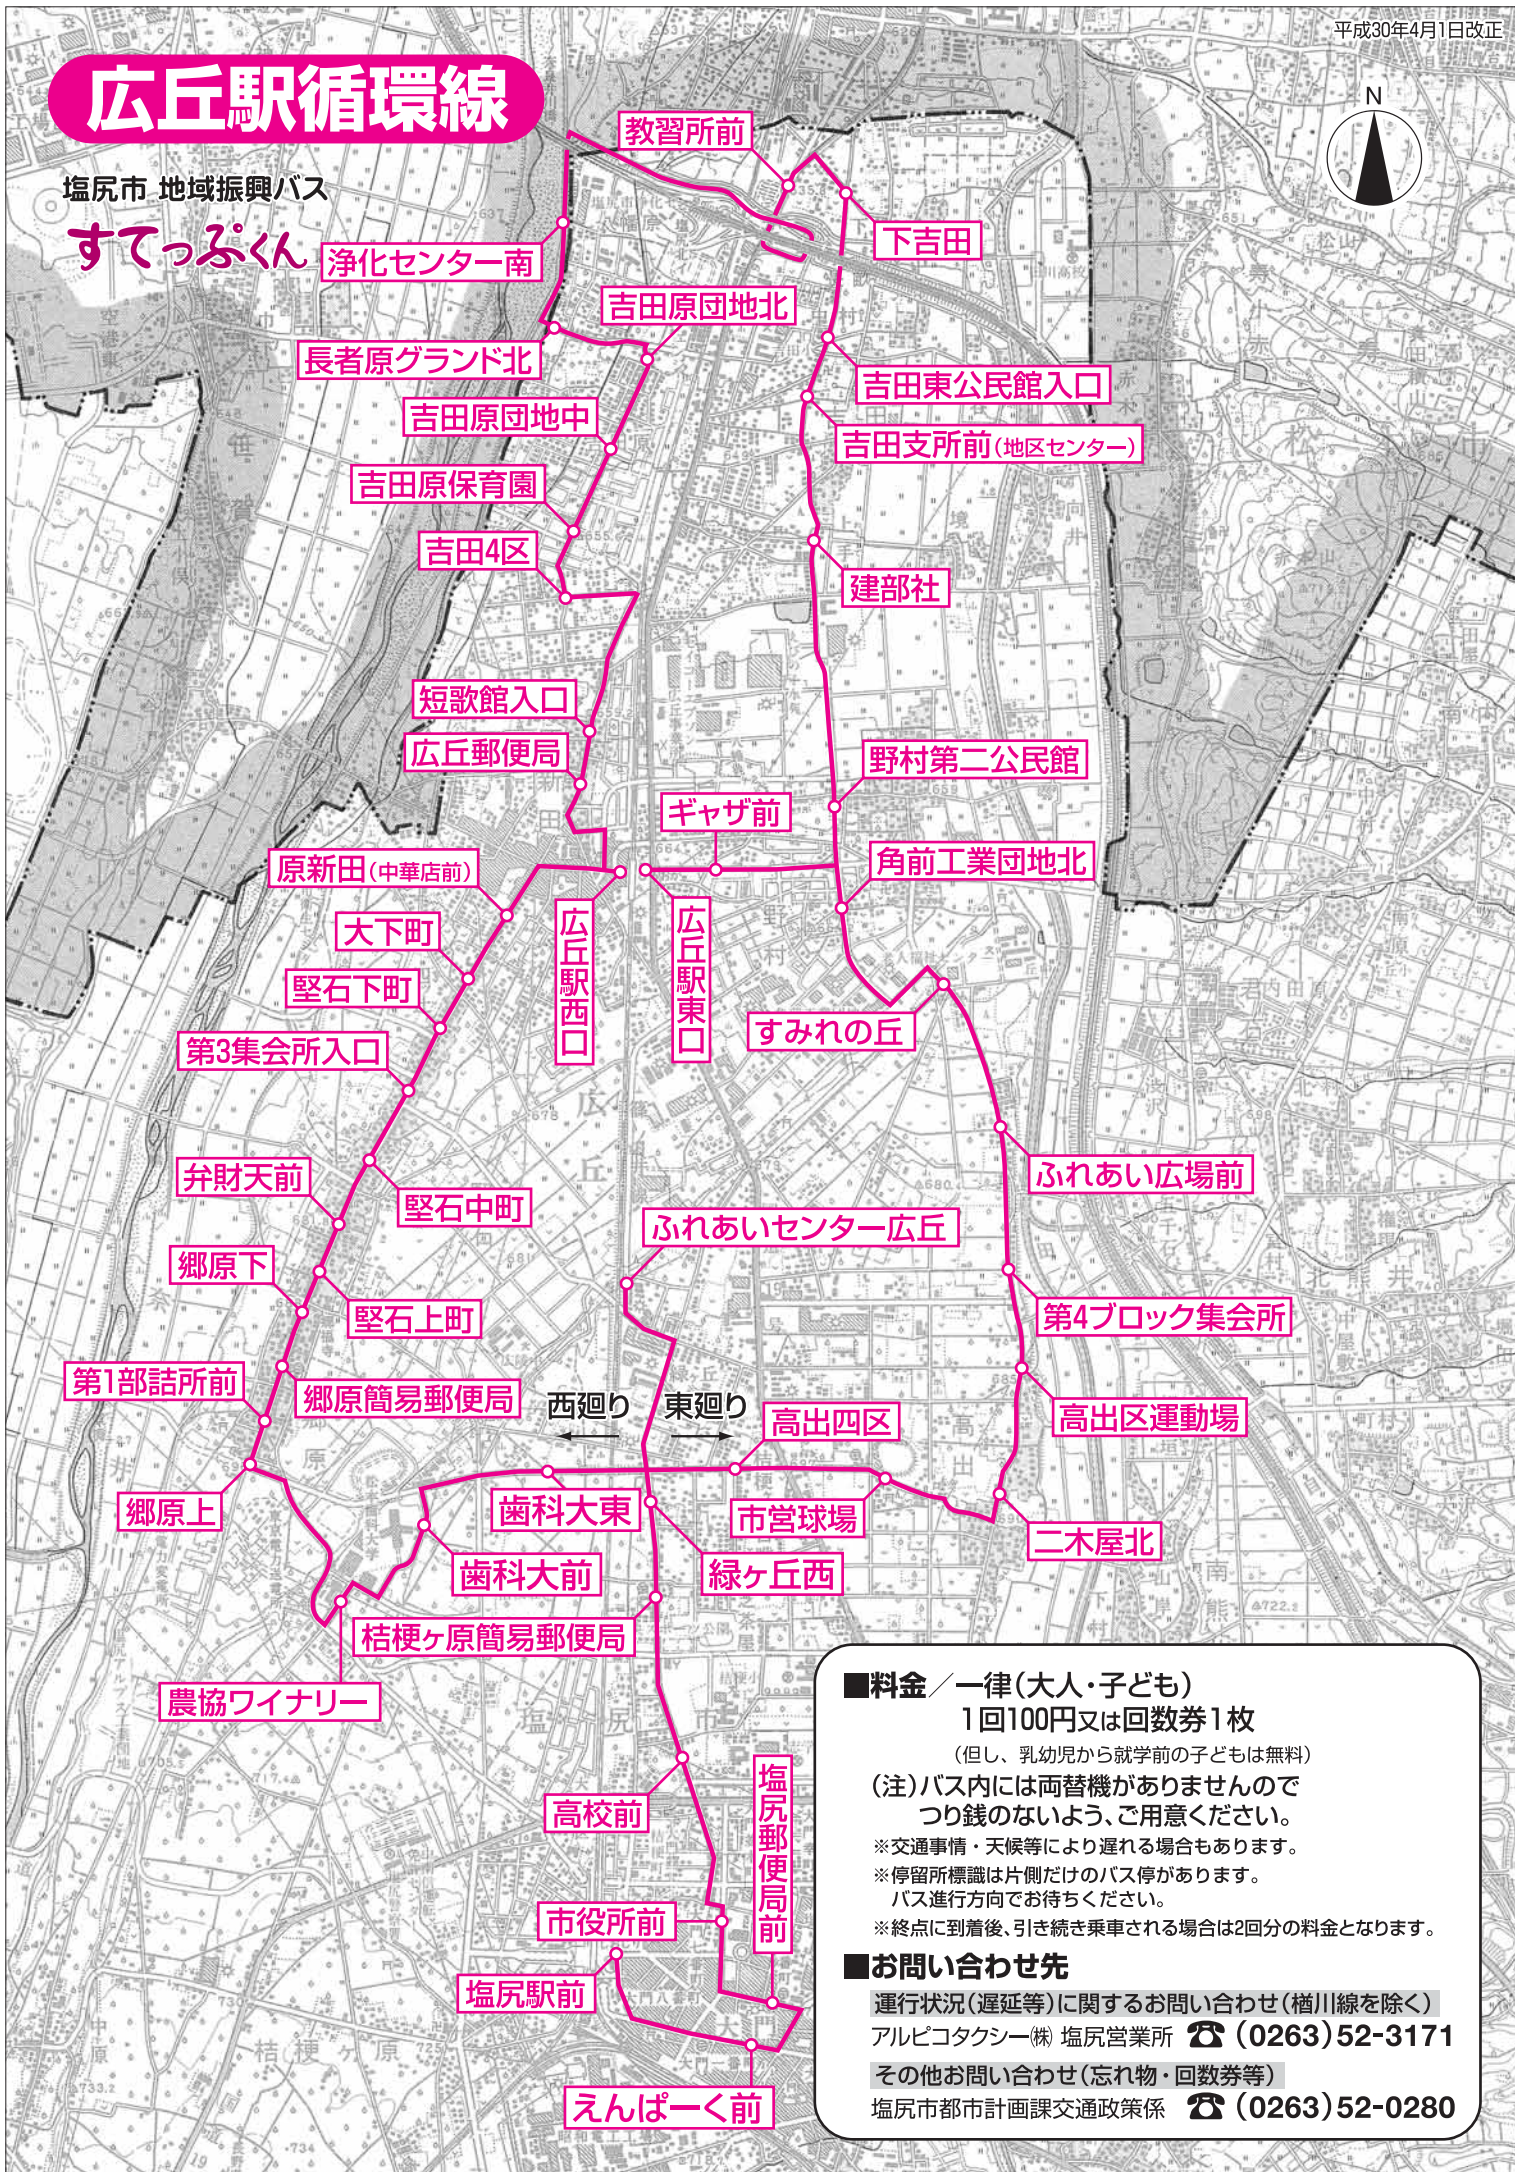 平成30年4月1日改正
広丘駅循環線
N
塩尻市 地域振興バス
すてっぷくん
教習所前
下吉田
浄化センター南
吉田原団地北
長者原グランド北
吉田東公民館入口
吉田原団地中
吉田支所前(地区センター)
吉田原保育園
吉田4区
建部社
短歌館入口
広丘郵便局
野村第二公民館
ギャザ前
原新田(中華店前)
角前工業団地北
大下町
広丘駅西口
広丘駅東口
堅石下町
すみれの丘
第3集会所入口
弁財天前
堅石中町
ふれあい広場前
ふれあいセンター広丘
郷原下
堅石上町
第4ブロック集会所
第1部詰所前
郷原簡易郵便局
西廻り
東廻り
高出四区
高出区運動場
郷原上
歯科大東
市営球場
二木屋北
歯科大前
緑ヶ丘西
桔梗ヶ原簡易郵便局
農協ワイナリー
高校前
塩尻郵便局前
市役所前
塩尻駅前
えんぱーく前
■料金／一律(大人・子ども)
1回100円又は回数券1枚
(但し、乳幼児から就学前の子どもは無料)
(注)バス内には両替機がありませんので
つり銭のないよう、ご用意ください。
※交通事情・天候等により遅れる場合もあります。
※停留所標識は片側だけのバス停があります。
バス進行方向でお待ちください。
※終点に到着後、引き続き乗車される場合は2回分の料金となります。
■お問い合わせ先
運行状況(遅延等)に関するお問い合わせ(楢川線を除く)
アルピコタクシー㈱ 塩尻営業所 ☎ (0263)52-3171
その他お問い合わせ(忘れ物・回数券等)
塩尻市都市計画課交通政策係 ☎ (0263)52-0280